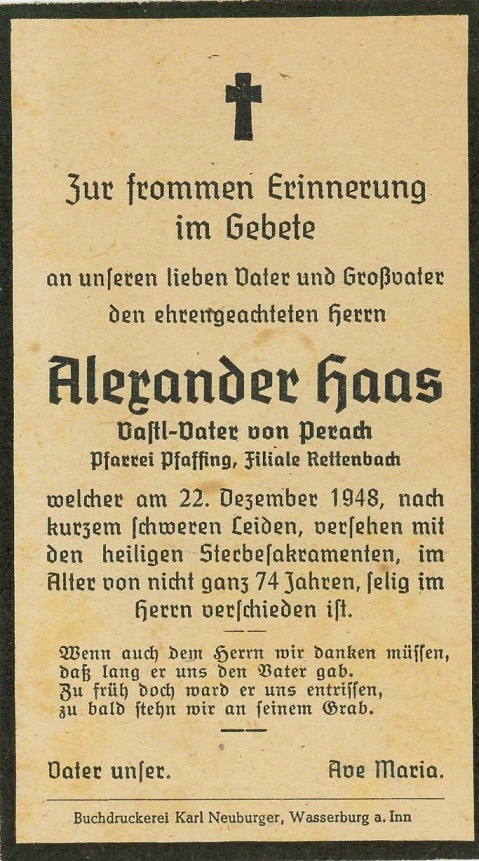 Zur frommen Erinnerung
im Gebete
an unseren lieben Vater und Großvater
den ehrengeachteten Herrn
Alexander Haas
Vastl-Vater von Perach
Pfarrei Pfaffing, Filiale Rettenbach
welcher am 22. Dezember 1948, nach
kurzem schweren Leiden, versehen mit
den heiligen Sterbesakramenten, im
Alter von nicht ganz 74 Jahren, selig im
Herrn verschieden ist.
Wenn auch dem Herrn wir danken müssen,
daß lang er uns den Vater gab.
Zu früh doch ward er uns entrissen,
zu bald stehn wir an seinem Grab.
Vater unser. Ave Maria.
Buchdruckerei Karl Neuburger, Wasserburg a. Inn